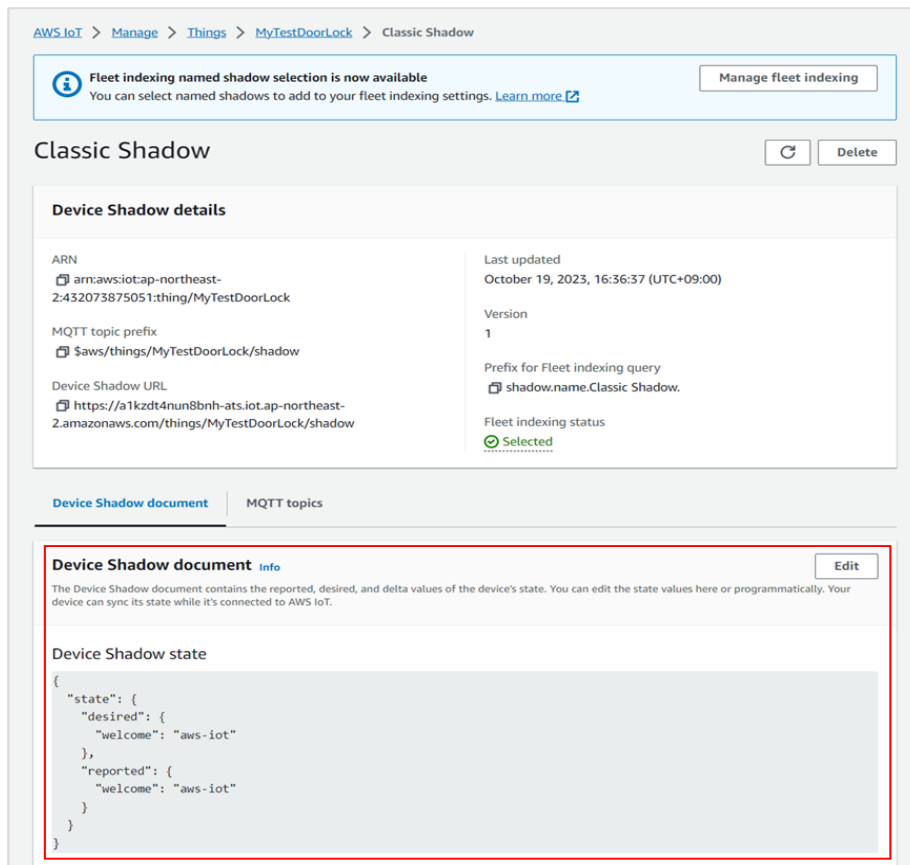 AWS IoT > Manage > Things > MyTestDoorLock > Classic Shadow
Fleet indexing named shadow selection is now available
You can select named shadows to add to your fleet indexing settings. Learn more
Manage fleet indexing
Classic Shadow
Delete
Device Shadow details
ARN
arn:aws:iot:ap-northeast-
2:432073875051:thing/MyTestDoorLock
MQTT topic prefix
$aws/things/MyTestDoorLock/shadow
Device Shadow URL
https://a1kzdt4nun8bnh-ats.iot.ap-northeast-
2.amazonaws.com/things/MyTestDoorLock/shadow
Last updated
October 19, 2023, 16:36:37 (UTC+09:00)
Version
1
Prefix for Fleet indexing query
shadow.name.Classic Shadow.
Fleet indexing status
Selected
Device Shadow document
MQTT topics
Device Shadow document Info
Edit
The Device Shadow document contains the reported, desired, and delta values of the device's state. You can edit the state values here or programmatically. Your
device can sync its state while it's connected to AWS IoT.
Device Shadow state
{
  "state": {
    "desired": {
      "welcome": "aws-iot"
    },
    "reported": {
      "welcome": "aws-iot"
    }
  }
}